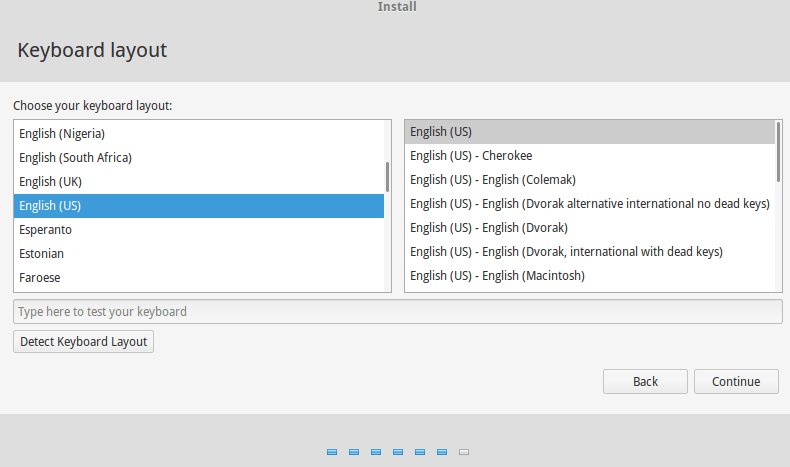 Install
Keyboard layout
Choose your keyboard layout:
English (Nigeria)
English (South Africa)
English (UK)
English (US)
Esperanto
Estonian
Faroese
English (US)
English (US) - Cherokee
English (US) - English (Colemak)
English (US) - English (Dvorak alternative international no dead keys)
English (US) - English (Dvorak)
English (US) - English (Dvorak, international with dead keys)
English (US) - English (Macintosh)
Type here to test your keyboard
Detect Keyboard Layout
Back
Continue